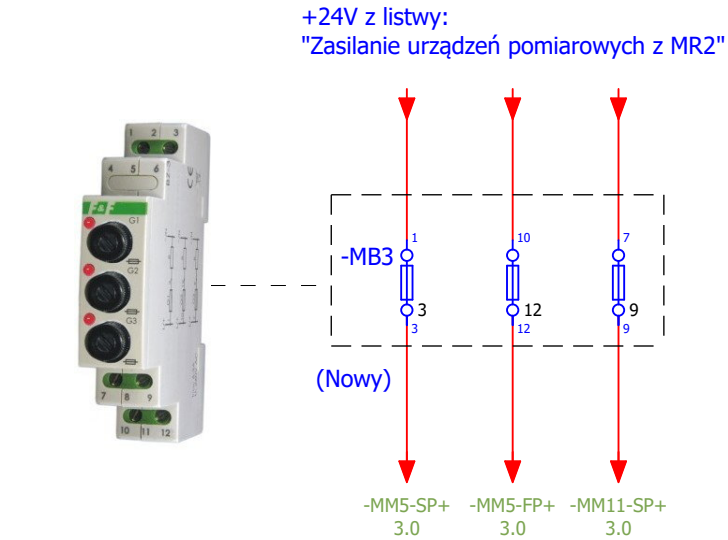 +24V z listwy:
"Zasilanie urządzeń pomiarowych z MR2"
1 2 3
4 5 6
F&F
G1
G2
G3
7 8 9
10 11 12
-MB3
1 10 7
3 12 9
3 12 9
(Nowy)
-MM5-SP+ -MM5-FP+ -MM11-SP+
3.0 3.0 3.0